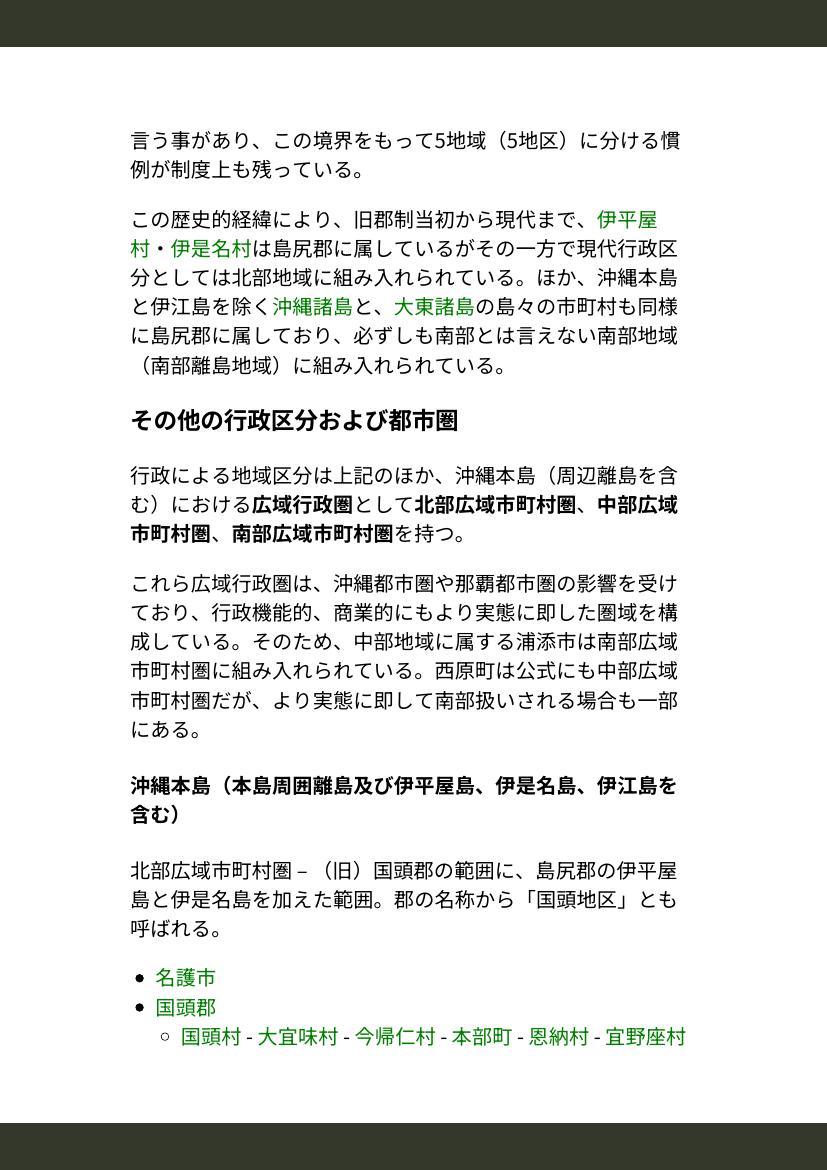 言う事があり、この境界をもって5地域（5地区）に分ける慣
例が制度上も残っている。
この歴史的経緯により、旧郡制当初から現代まで、伊平屋
村・伊是名村は島尻郡に属しているがその一方で現代行政区
分としては北部地域に組み入れられている。ほか、沖縄本島
と伊江島を除く沖縄諸島と、大東諸島の島々の市町村も同様
に島尻郡に属しており、必ずしも南部とは言えない南部地域
（南部離島地域）に組み入れられている。
その他の行政区分および都市圏
行政による地域区分は上記のほか、沖縄本島（周辺離島を含
む）における広域行政圏として北部広域市町村圏、中部広域
市町村圏、南部広域市町村圏を持つ。
これら広域行政圏は、沖縄都市圏や那覇都市圏の影響を受け
ており、行政機能的、商業的にもより実態に即した圏域を構
成している。そのため、中部地域に属する浦添市は南部広域
市町村圏に組み入れられている。西原町は公式にも中部広域
市町村圏だが、より実態に即して南部扱いされる場合も一部
にある。
沖縄本島（本島周囲離島及び伊平屋島、伊是名島、伊江島を
含む）
北部広域市町村圏 – （旧）国頭郡の範囲に、島尻郡の伊平屋
島と伊是名島を加えた範囲。郡の名称から「国頭地区」とも
呼ばれる。
• 名護市
• 国頭郡
◦ 国頭村 - 大宜味村 - 今帰仁村 - 本部町 - 恩納村 - 宜野座村